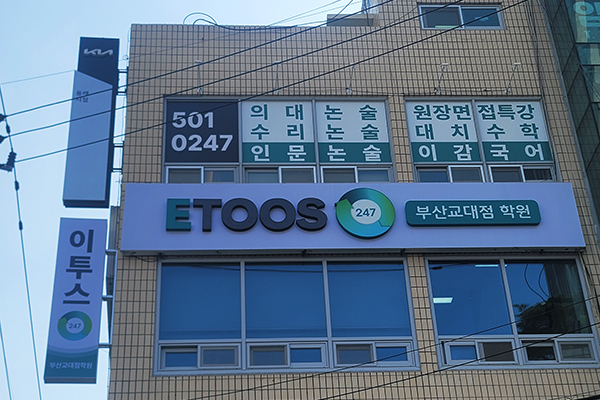 KIA
501
0247
의대논술
수리논술
인문논술
원장면접특강
대치수학
이감국어
ETOOS 247 부산교대점 학원
이투스
247
부산교대점학원